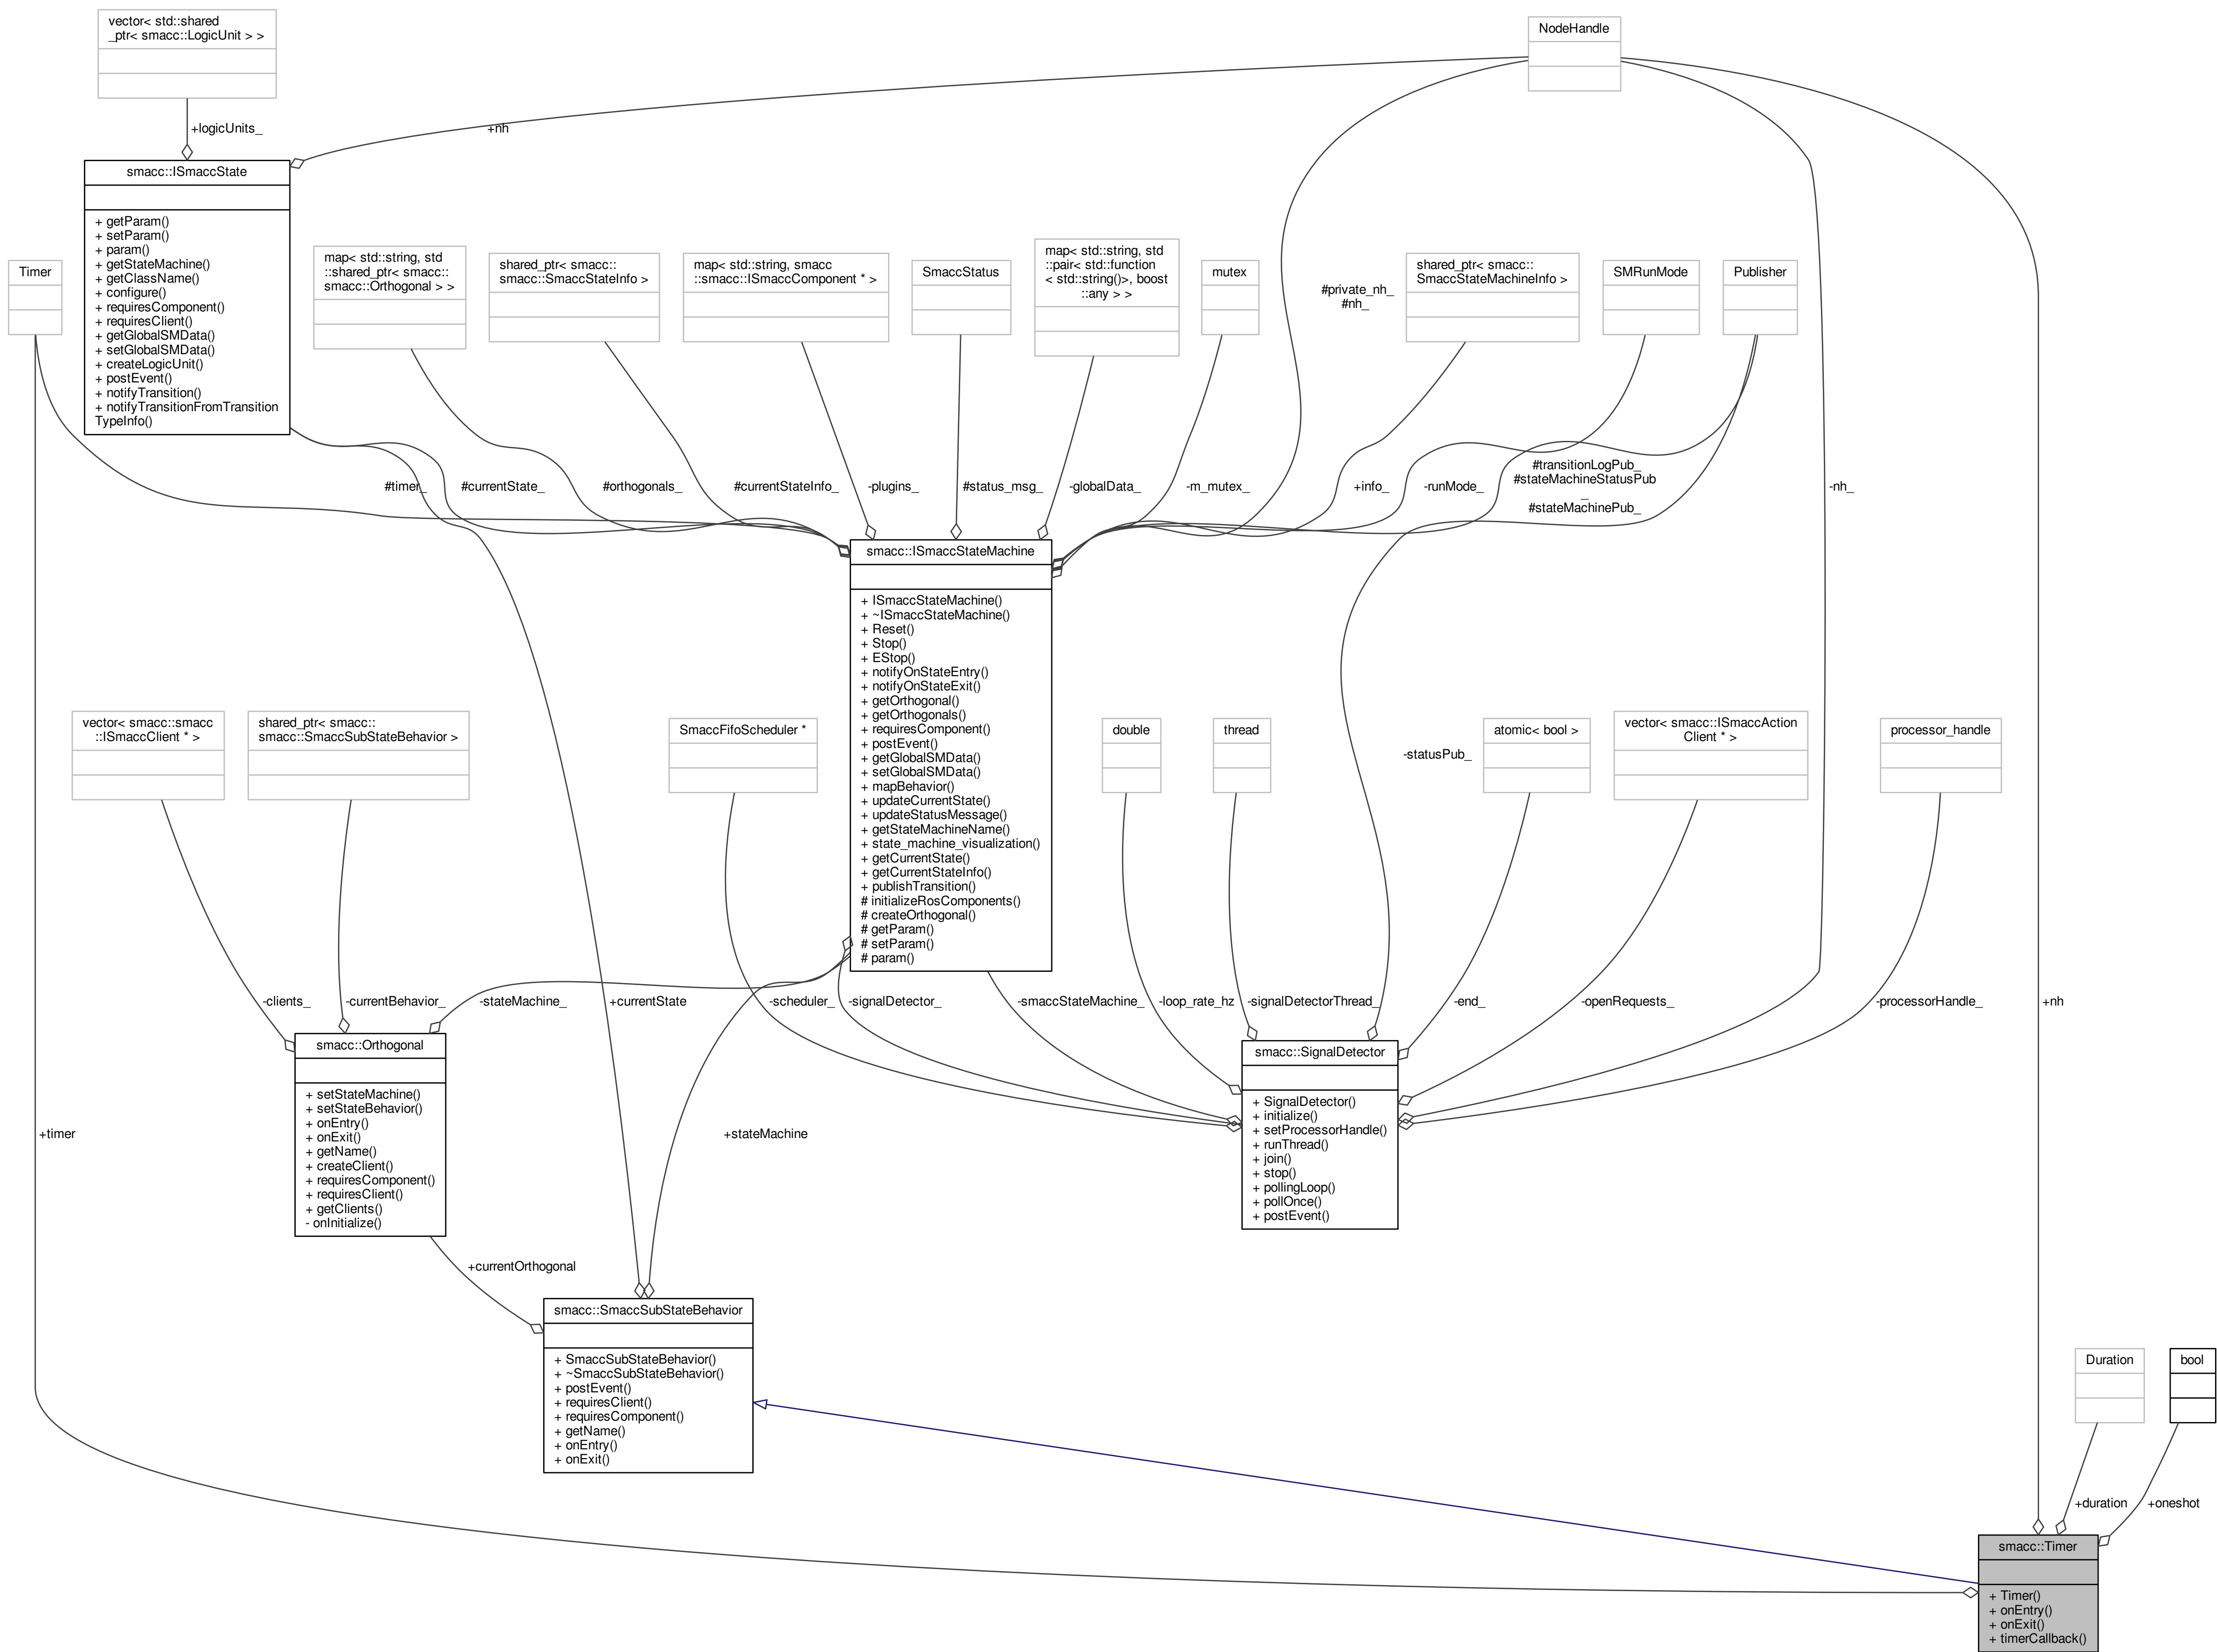 vector< std::shared
_ptr< smacc::LogicUnit > >
NodeHandle
+logicUnits_
+nh
smacc::ISmaccState
+ getParam()
+ setParam()
+ param()
+ getStateMachine()
+ getClassName()
+ configure()
+ requiresComponent()
+ requiresClient()
+ getGlobalSMData()
+ setGlobalSMData()
+ createLogicUnit()
+ postEvent()
+ notifyTransition()
+ notifyTransitionFromTransition
TypeInfo()
Timer
map< std::string, std
::shared_ptr< smacc::
smacc::Orthogonal > >
shared_ptr< smacc::
smacc::SmaccStateInfo >
map< std::string, smacc
::smacc::ISmaccComponent * >
SmaccStatus
map< std::string, std
::pair< std::function
< std::string()>, boost
::any > >
mutex
#private_nh_
#nh_
shared_ptr< smacc::
SmaccStateMachineInfo >
SMRunMode
Publisher
#timer_
#currentState_
#orthogonals_
#currentStateInfo_
-plugins_
#status_msg_
-globalData_
-m_mutex_
+info_
-runMode_
#transitionLogPub_
#stateMachineStatusPub
_
#stateMachinePub_
-nh_
smacc::ISmaccStateMachine
+ ISmaccStateMachine()
+ ~ISmaccStateMachine()
+ Reset()
+ Stop()
+ EStop()
+ notifyOnStateEntry()
+ notifyOnStateExit()
+ getOrthogonal()
+ getOrthogonals()
+ requiresComponent()
+ postEvent()
+ getGlobalSMData()
+ setGlobalSMData()
+ mapBehavior()
+ updateCurrentState()
+ updateStatusMessage()
+ getStateMachineName()
+ state_machine_visualization()
+ getCurrentState()
+ getCurrentStateInfo()
+ publishTransition()
# initializeRosComponents()
# createOrthogonal()
# getParam()
# setParam()
# param()
vector< smacc::smacc
::ISmaccClient * >
shared_ptr< smacc::
smacc::SmaccSubStateBehavior >
SmaccFifoScheduler *
double
thread
-statusPub_
atomic< bool >
vector< smacc::ISmaccAction
Client * >
processor_handle
-clients_
-currentBehavior_
-stateMachine_
+currentState
-scheduler_
-signalDetector_
-smaccStateMachine_
-loop_rate_hz
-signalDetectorThread_
-end_
-openRequests_
-processorHandle_
+nh
smacc::Orthogonal
+ setStateMachine()
+ setStateBehavior()
+ onEntry()
+ onExit()
+ getName()
+ createClient()
+ requiresComponent()
+ requiresClient()
+ getClients()
- onInitialize()
smacc::SignalDetector
+ SignalDetector()
+ initialize()
+ setProcessorHandle()
+ runThread()
+ join()
+ stop()
+ pollingLoop()
+ pollOnce()
+ postEvent()
+timer
+stateMachine
+currentOrthogonal
smacc::SmaccSubStateBehavior
+ SmaccSubStateBehavior()
+ ~SmaccSubStateBehavior()
+ postEvent()
+ requiresClient()
+ requiresComponent()
+ getName()
+ onEntry()
+ onExit()
Duration
bool
+duration
+oneshot
smacc::Timer
+ Timer()
+ onEntry()
+ onExit()
+ timerCallback()